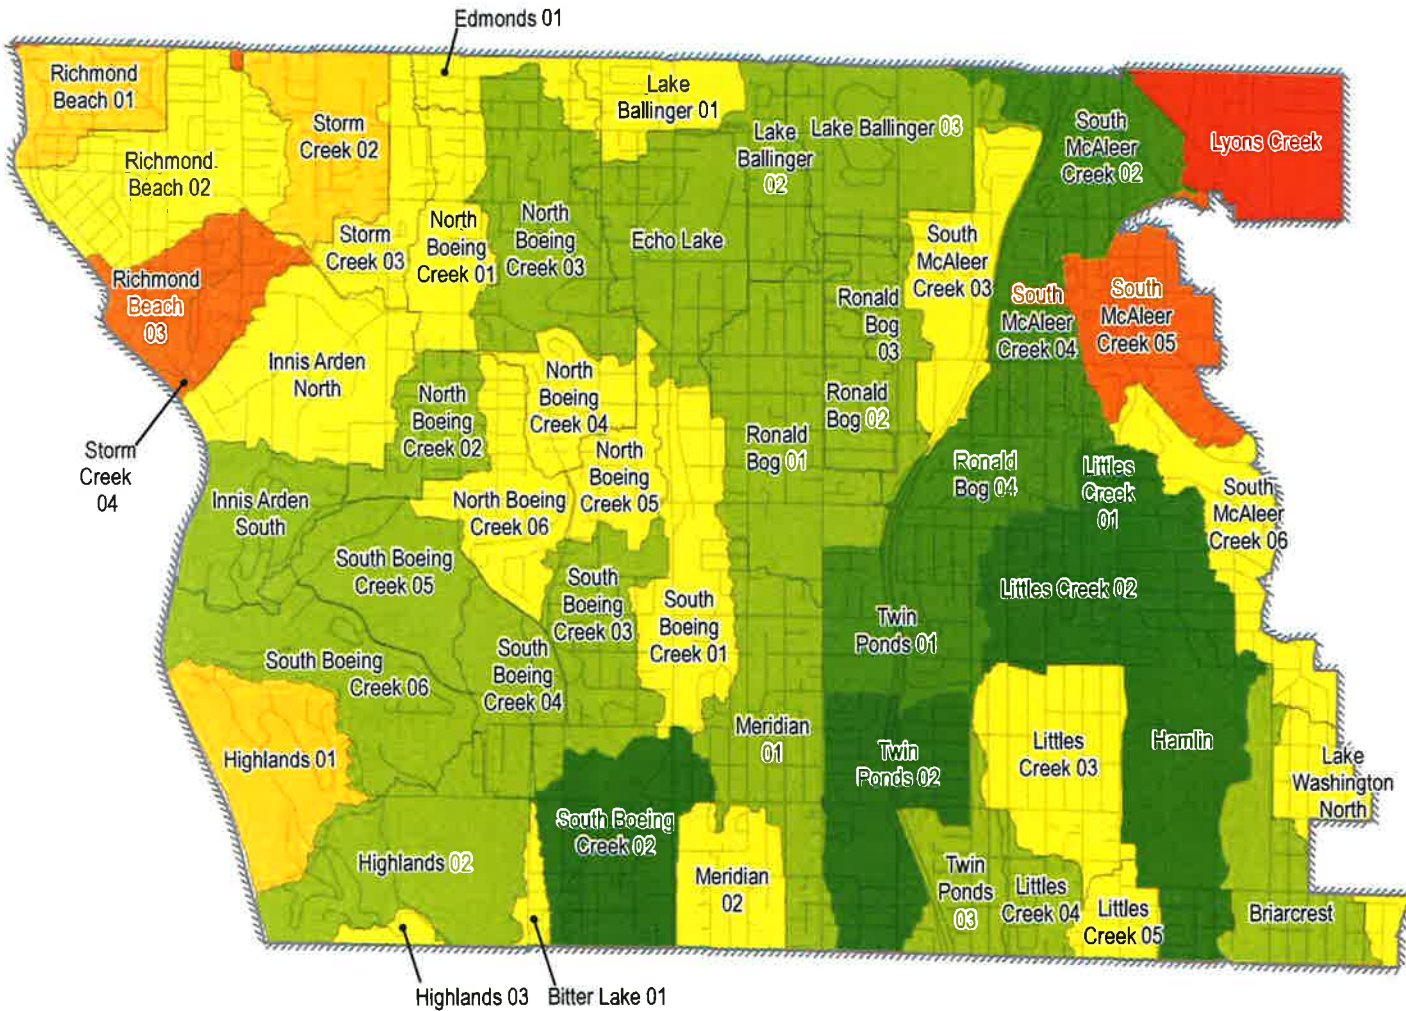 Edmonds 01
Richmond
Beach 01
Storm
Creek 02
Lake
Ballinger 01
Lake
Ballinger
02
Lake Ballinger 03
South
McAleer
Creek 02
Lyons Creek
Richmond
Beach 02
Storm
Creek 03
North
Boeing
Creek 01
North
Boeing
Creek 03
Echo Lake
South
McAleer
Creek 03
Richmond
Beach
03
Ronald
Bog
03
South
McAleer
Creek 04
South
McAleer
Creek 05
Innis Arden
North
North
Boeing
Creek 02
North
Boeing
Creek 04
Ronald
Bog 02
Storm
Creek
04
North
Boeing
Creek 05
Ronald
Bog 01
Ronald
Bog 04
Littles
Creek
01
Innis Arden
South
North Boeing
Creek 06
South
McAleer
Creek 06
South Boeing
Creek 05
South
Boeing
Creek 03
South
Boeing
Creek 01
Littles Creek 02
Twin
Ponds 01
South Boeing
Creek 06
South
Boeing
Creek 04
Highlands 01
Meridian
01
Twin
Ponds 02
Littles
Creek 03
Hamlin
Lake
Washington
North
South Boeing
Creek 02
Highlands 02
Meridian
02
Twin
Ponds
03
Littles
Creek 04
Littles
Creek 05
Briarcrest
Highlands 03
Bitter Lake 01